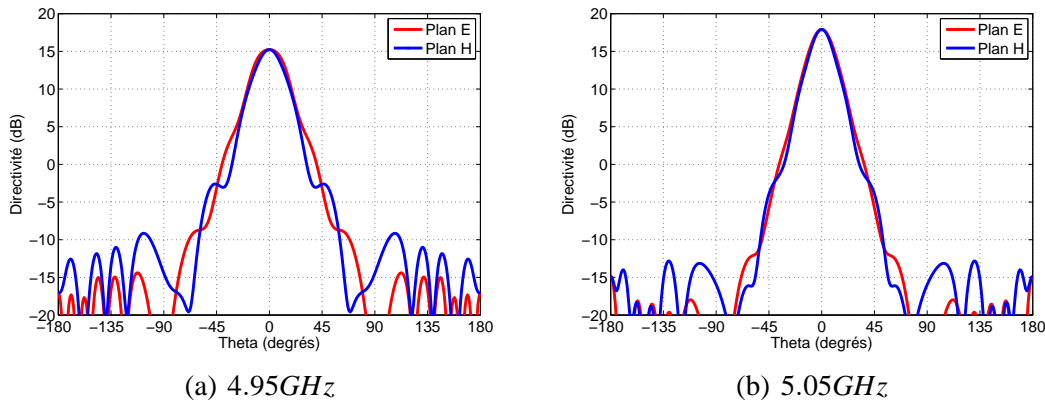 20
15
10
5
0
−5
−10
−15
−20
Directivité (dB)
−180 −135 −90 −45 0 45 90 135 180
Theta (degrés)
Plan E
Plan H
(a) 4.95GHz
20
15
10
5
0
−5
−10
−15
−20
Directivité (dB)
−180 −135 −90 −45 0 45 90 135 180
Theta (degrés)
Plan E
Plan H
(b) 5.05GHz